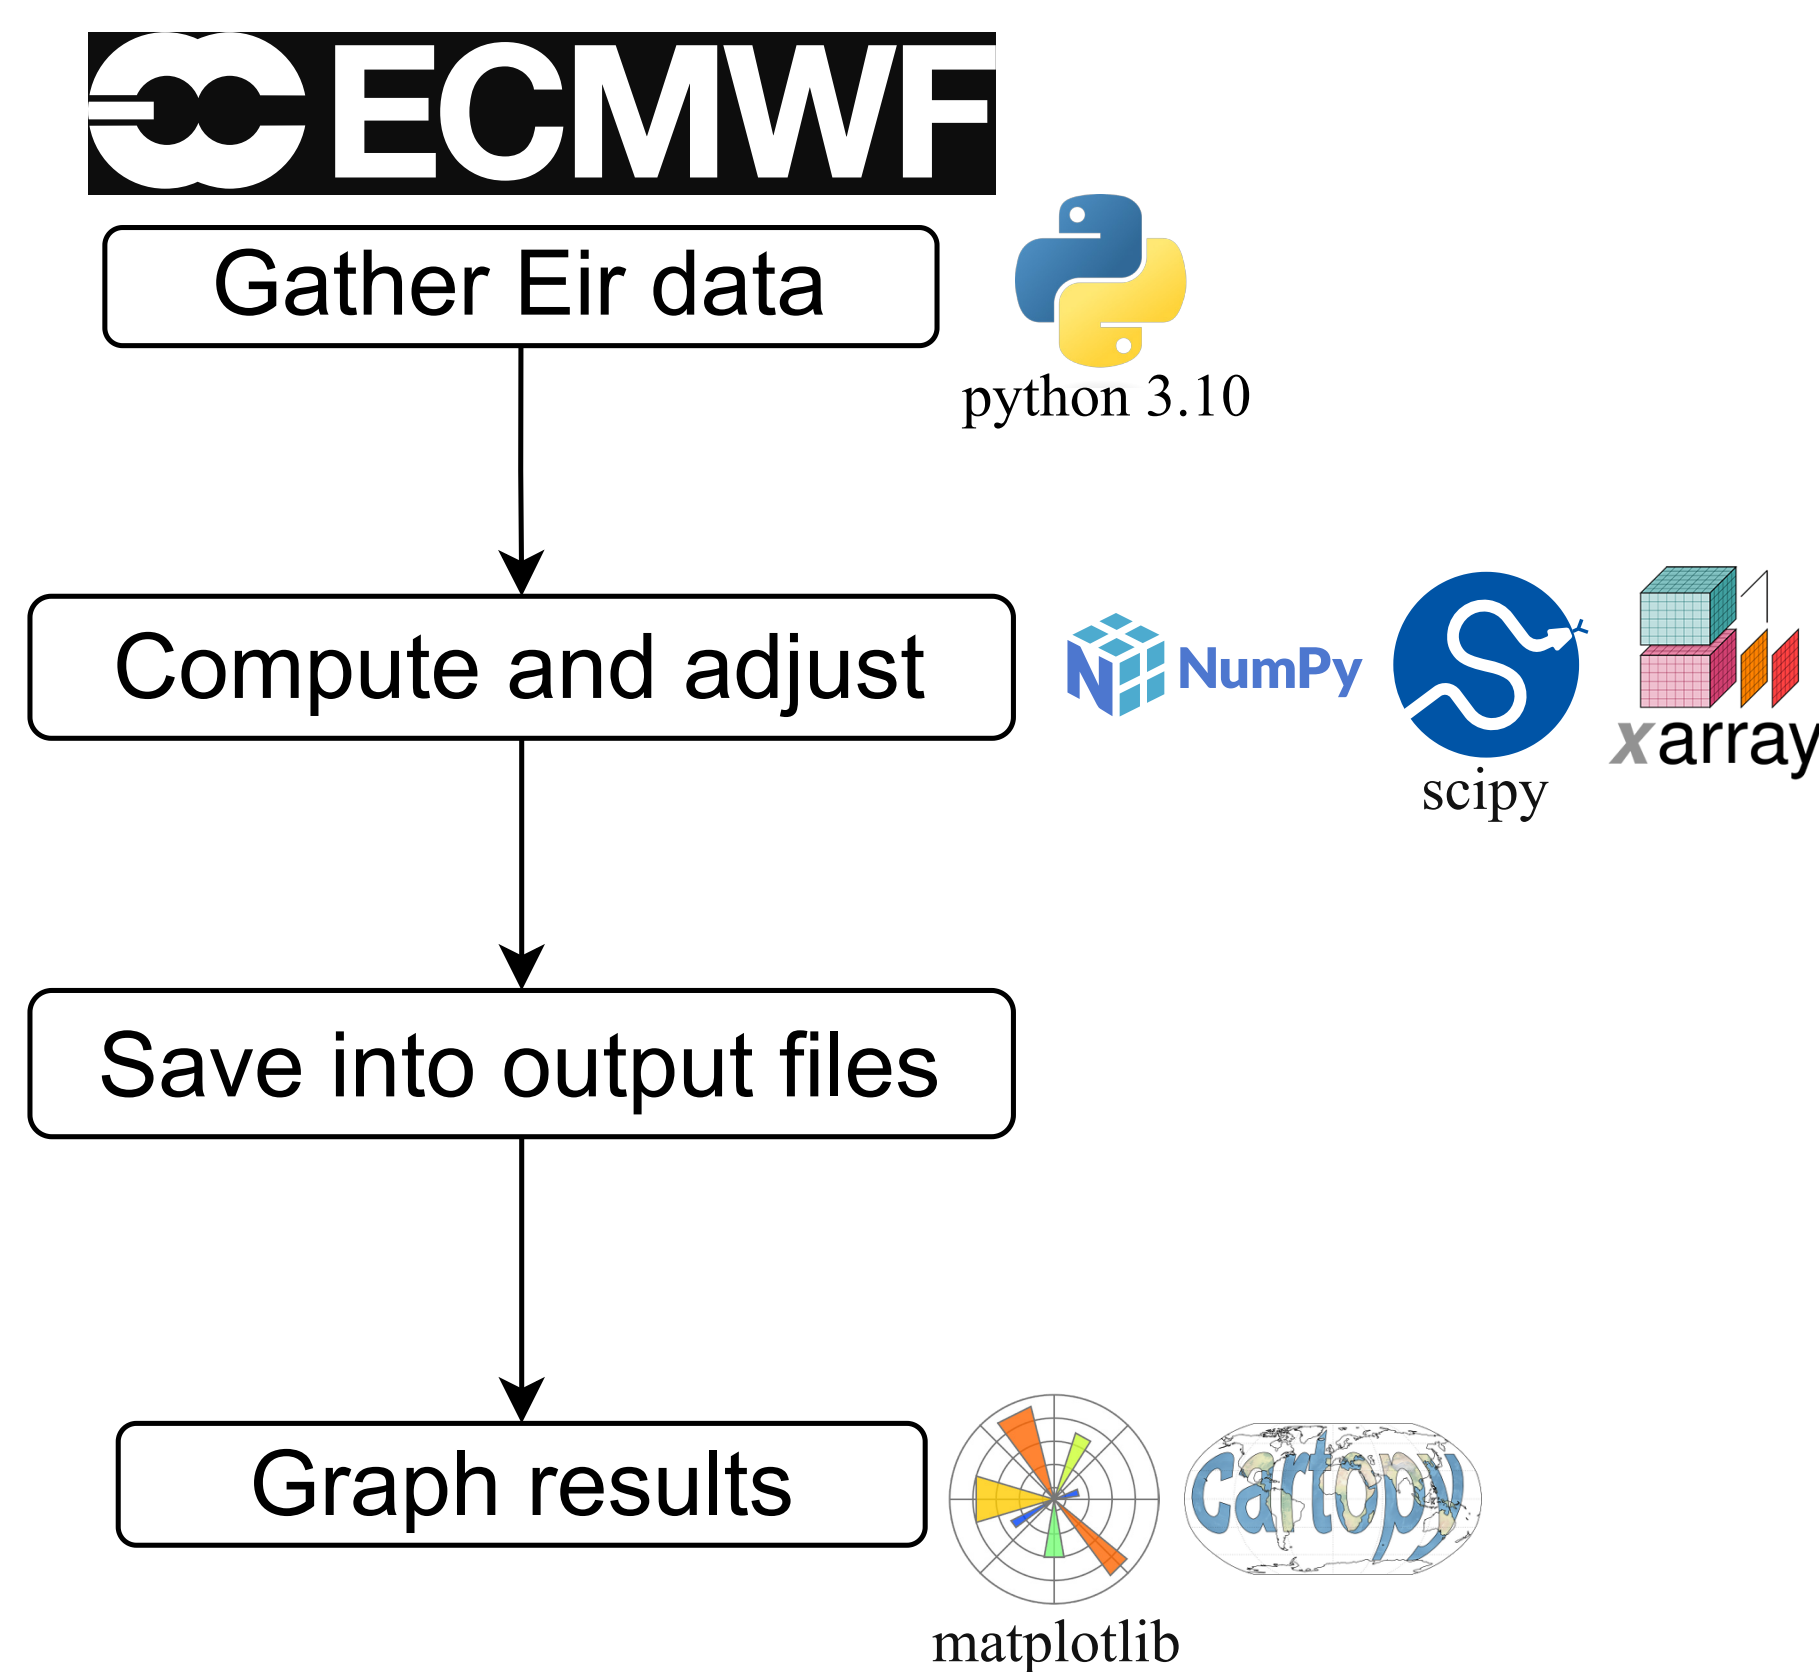 ECMWF
Gather Eir data
python 3.10
Compute and adjust
NumPy
scipy
xarray
Save into output files
Graph results
cartopy
matplotlib